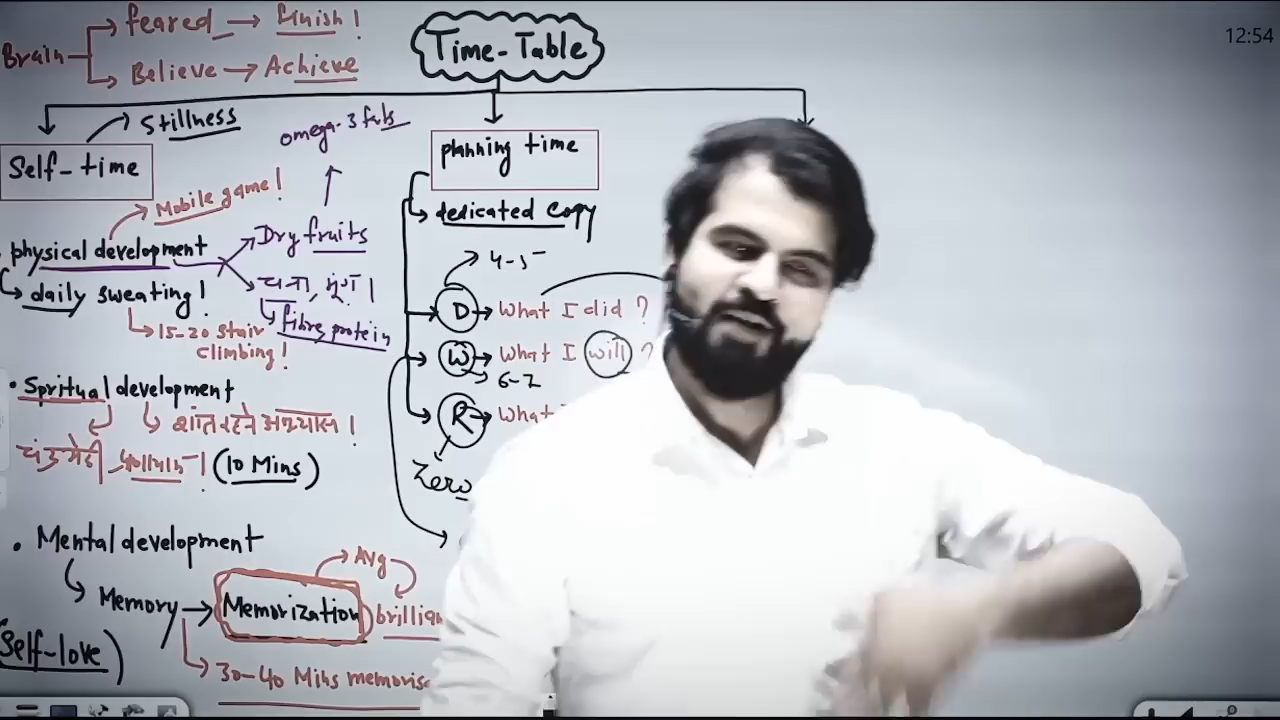 12:54
Brain
feared → finish !
Believe → Achieve
Time-Table
Stillness
Self-time
omega-3 fats
planning time
Mobile game !
dedicated copy
physical development
Dry fruits
4-5
daily sweating !
चना, मूंग ।
D → What I did ?
15-20 stair climbing !
fibre protein
W → What I will ?
6-7
Spritual development
R → What
शांत रहने अभ्यास !
(10 Mins)
Zero
Mental development
Avg
Memory → Memorization
brillian
(Self-love)
30-40 Mins memoris